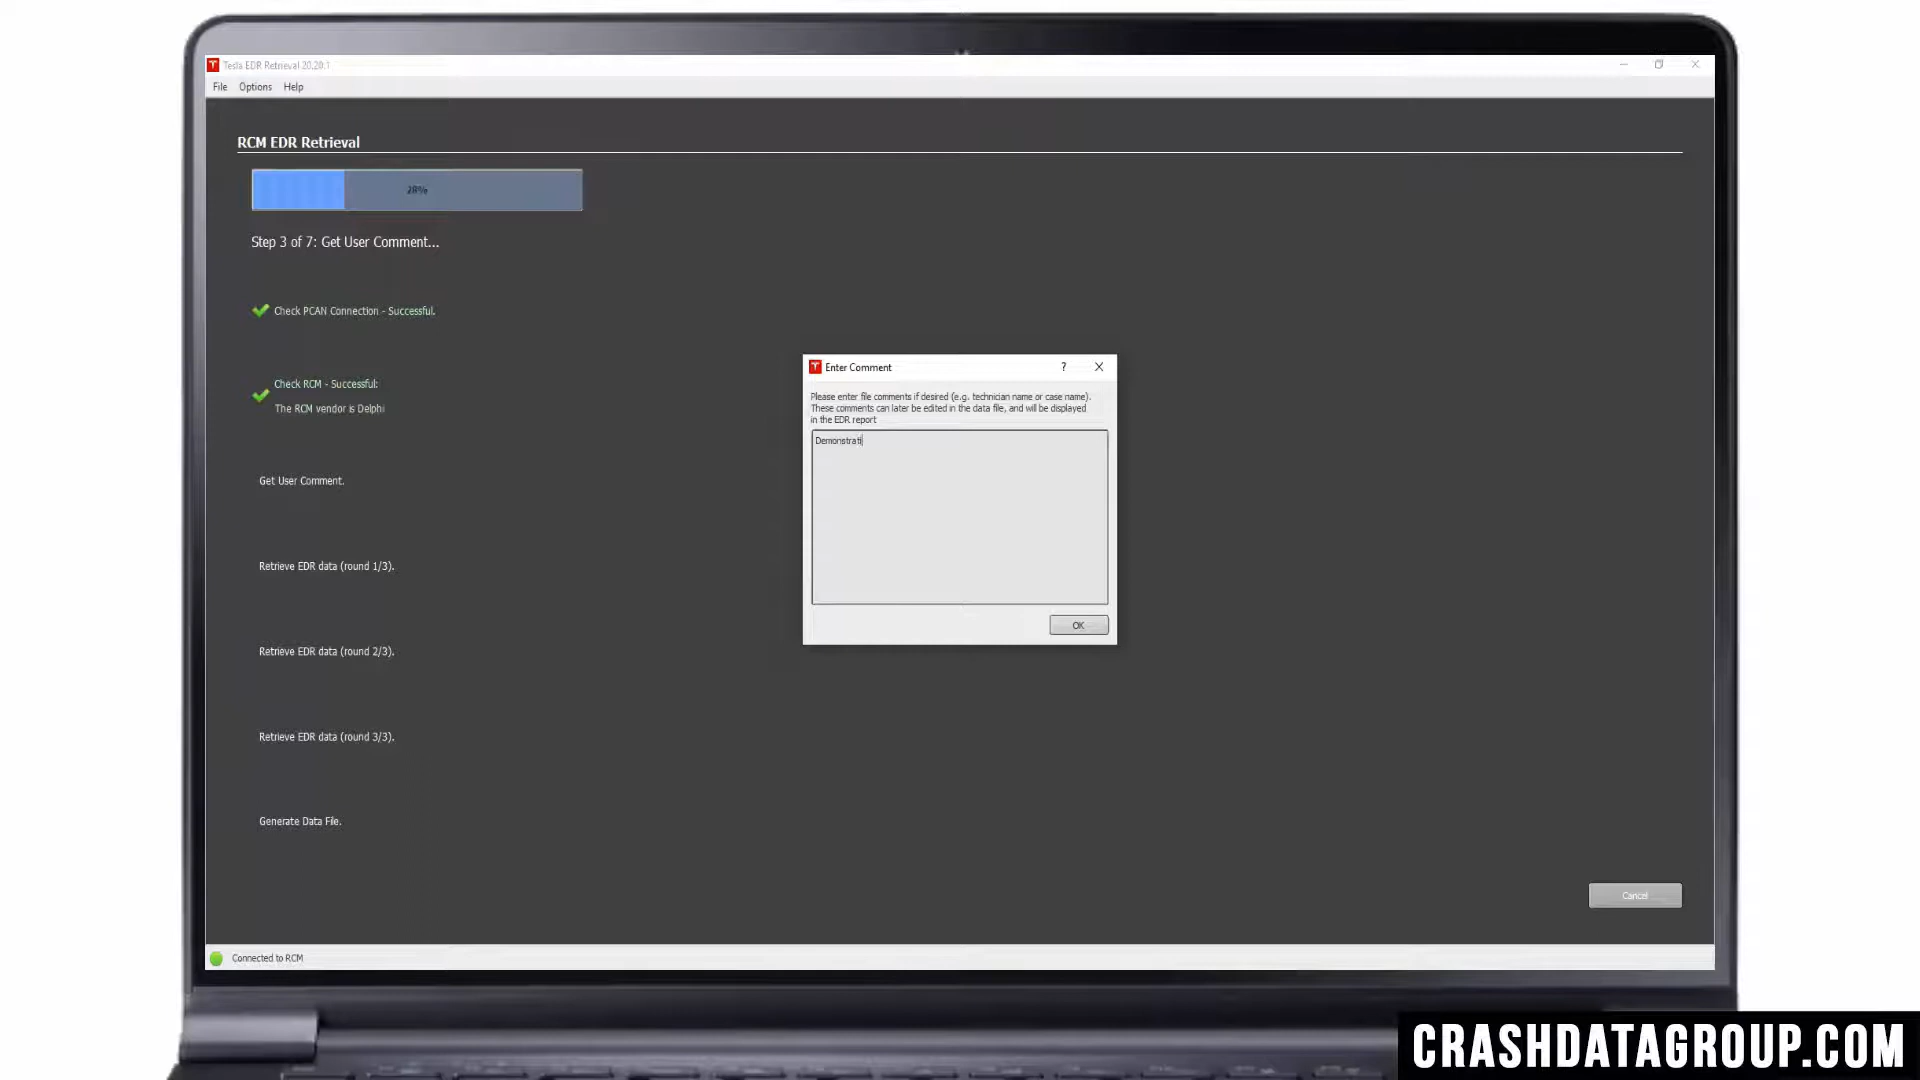 Tesla EDR Retrieval 20.20.1
File Options Help
RCM EDR Retrieval
28%
Step 3 of 7: Get User Comment...
Check PCAN Connection - Successful.
Check RCM - Successful:
The RCM vendor is Delphi
Get User Comment.
Retrieve EDR data (round 1/3).
Retrieve EDR data (round 2/3).
Retrieve EDR data (round 3/3).
Generate Data File.
Enter Comment
Please enter file comments if desired (e.g. technician name or case name).
These comments can later be edited in the data file, and will be displayed
in the EDR report
Demonstrati
OK
Cancel
Connected to RCM
CRASHDATAGROUP.COM